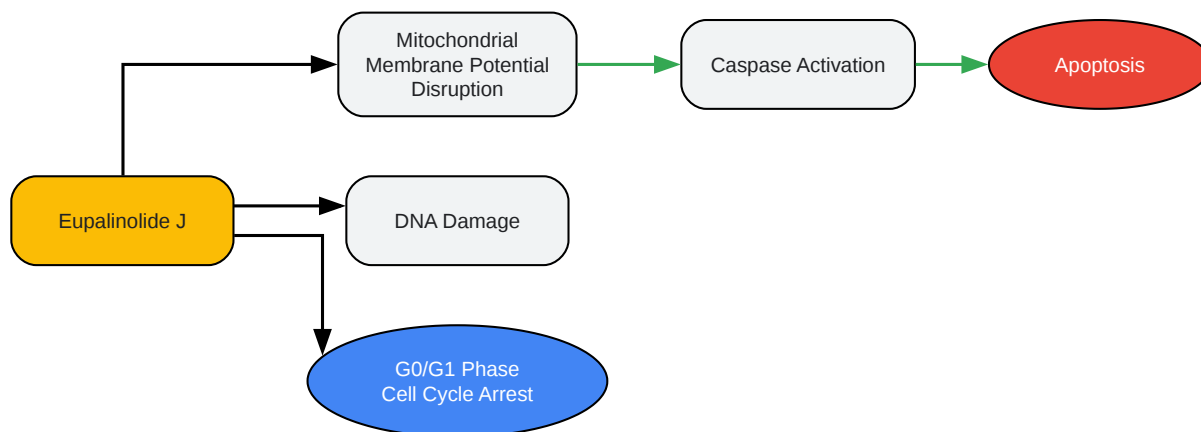 Mitochondrial
Membrane Potential
Disruption
Caspase Activation
Apoptosis
Eupalinolide J
DNA Damage
G0/G1 Phase
Cell Cycle Arrest